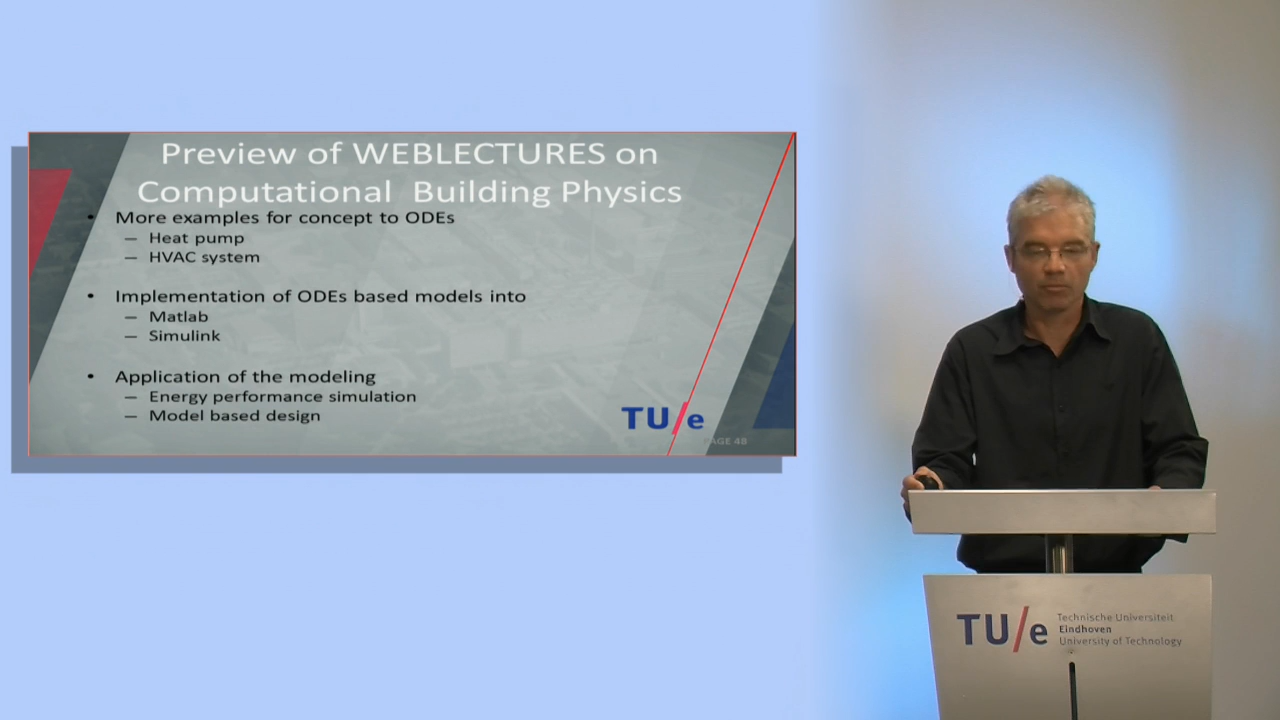 Preview of WEBLECTURES on
Computational Building Physics
• More examples for concept to ODEs
– Heat pump
– HVAC system
• Implementation of ODEs based models into
– Matlab
– Simulink
• Application of the modeling
– Energy performance simulation
– Model based design
TU/e
PAGE 48
TU/e
Technische Universiteit
Eindhoven
University of Technology